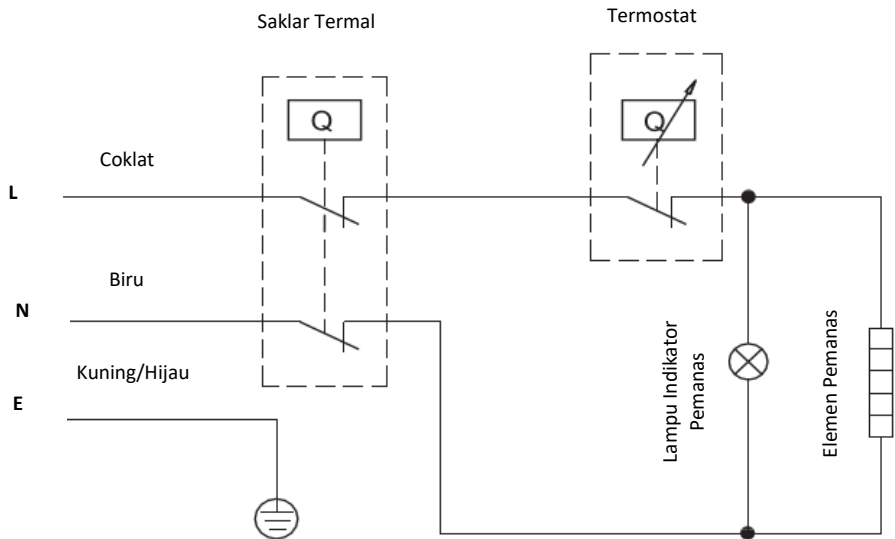 Saklar Termal
Termostat
Q
Q
Coklat
L
Biru
N
Kuning/Hijau
E
Lampu Indikator
Pemanas
Elemen Pemanas